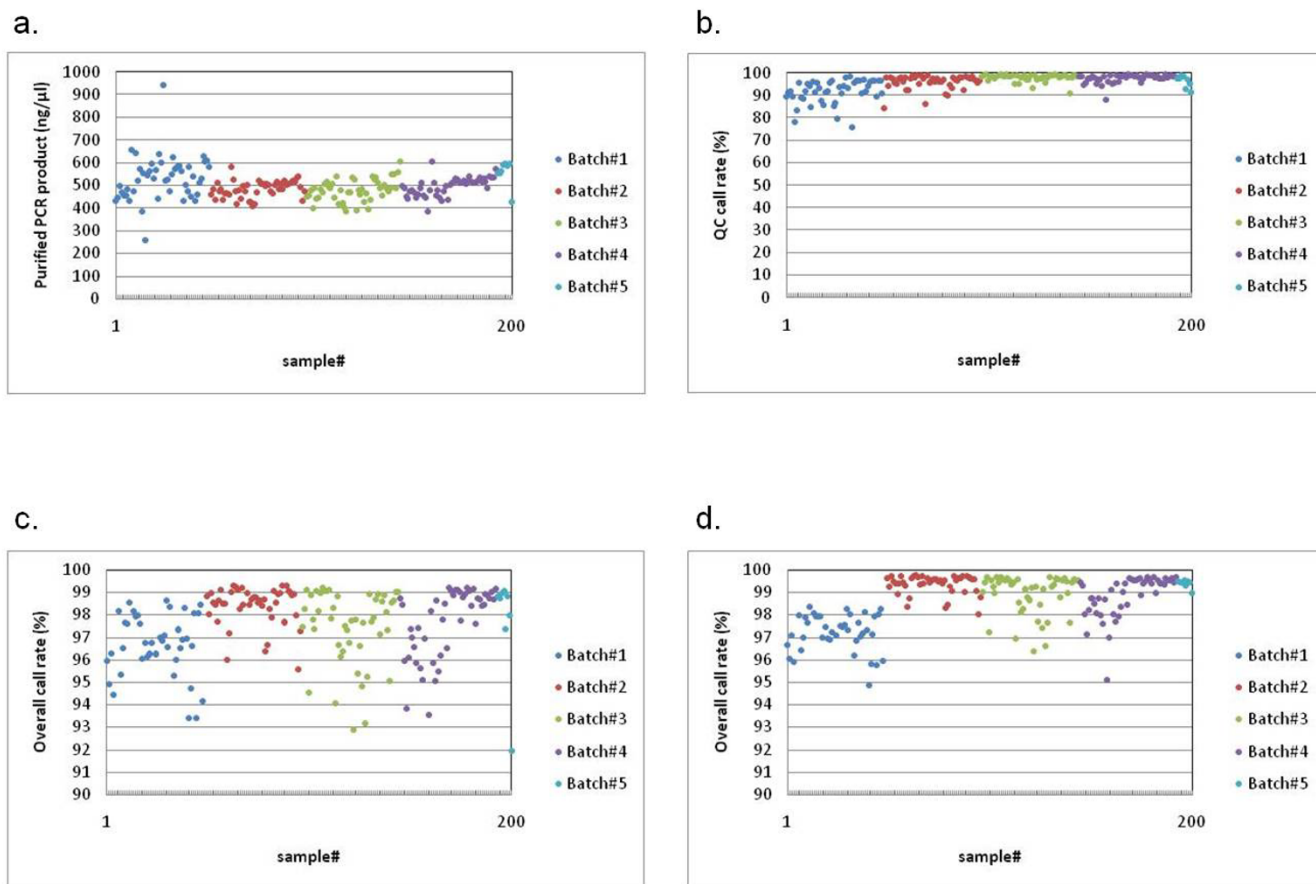 a.
Purified PCR product (ng/µl)
1000
900
800
700
600
500
400
300
200
100
0
1
200
sample#
Batch#1
Batch#2
Batch#3
Batch#4
Batch#5
b.
QC call rate (%)
100
90
80
70
60
50
40
30
20
10
0
1
200
sample#
Batch#1
Batch#2
Batch#3
Batch#4
Batch#5
c.
Overall call rate (%)
100
99
98
97
96
95
94
93
92
91
90
1
200
sample#
Batch#1
Batch#2
Batch#3
Batch#4
Batch#5
d.
Overall call rate (%)
100
99
98
97
96
95
94
93
92
91
90
1
200
sample#
Batch#1
Batch#2
Batch#3
Batch#4
Batch#5